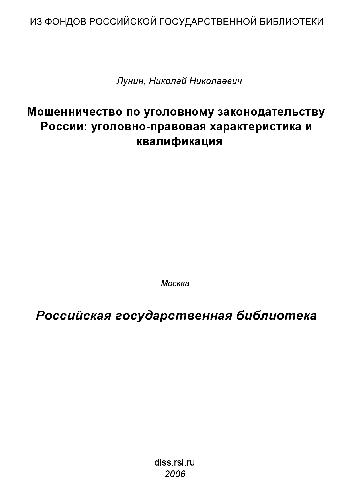 ИЗ ФОНДОВ РОССИЙСКОЙ ГОСУДАРСТВЕННОЙ БИБЛИОТЕКИ
Лунин, Николай Николаевич
Мошенничество по уголовному законодательству
России: уголовно-правовая характеристика и
квалификация
Москва
Российская государственная библиотека
diss.rsl.ru
2006